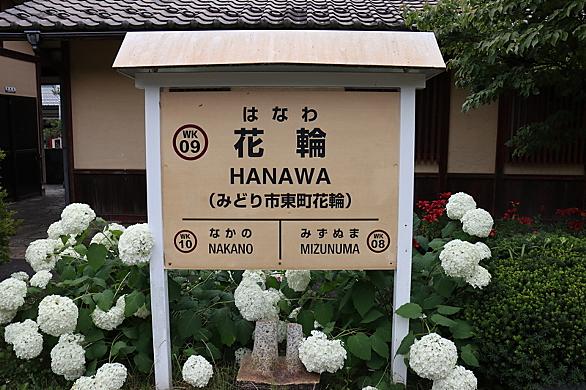 はなわ
WK
09
花輪
HANAWA
(みどり市東町花輪)
WK
10
なかの
NAKANO
みずぬま
MIZUNUMA
WK
08